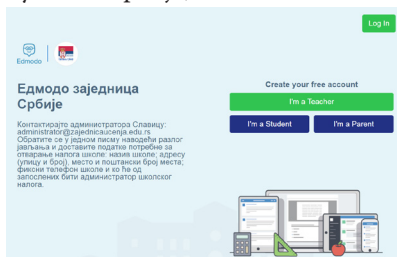 Log In
Edmodo
Едмодо заједница
Србије
Контактирајте администратора Славицу:
administrator@zajednicaucenja.edu.rs
Обратите се у једном писму наводећи разлог
јављања и доставите податке потребне за
отварање налога школе: назив школе; адресу
(улицу и број), место и поштански број места;
фиксни телефон школе и ко ће од
запослених бити администратор школског
налога.
Create your free account
I'm a Teacher
I'm a Student
I'm a Parent